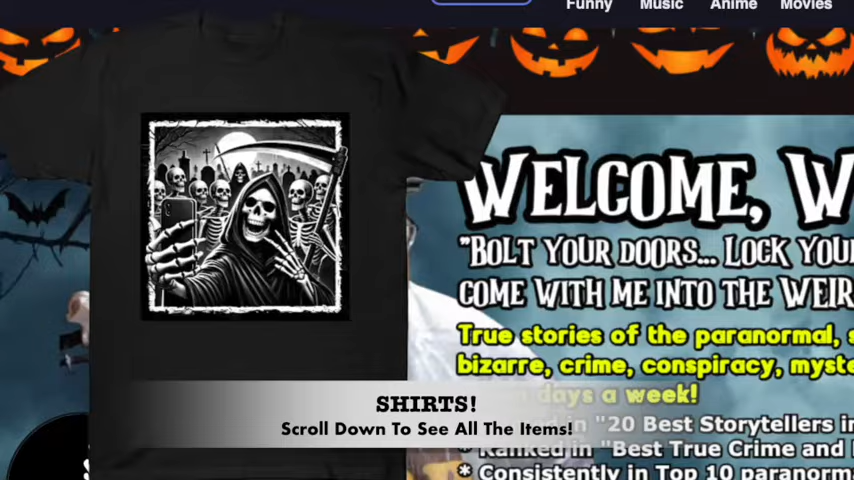 Funny Music Anime Movies
WELCOME, W
"BOLT YOUR DOORS... LOCK YOU
COME WITH ME INTO THE WEIR
True stories of the paranormal, s
bizarre, crime, conspiracy, myste
days a week!
in "20 Best Storytellers in
* Ranked in "Best True Crime and
* Consistently in Top 10 paranorm
SHIRTS!
Scroll Down To See All The Items!